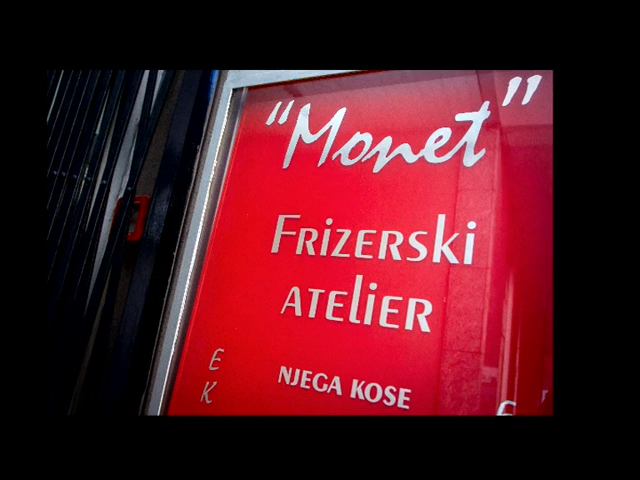 "Monet"
FRiZERSki
ATElIER
NJEGA KOSE
E
K